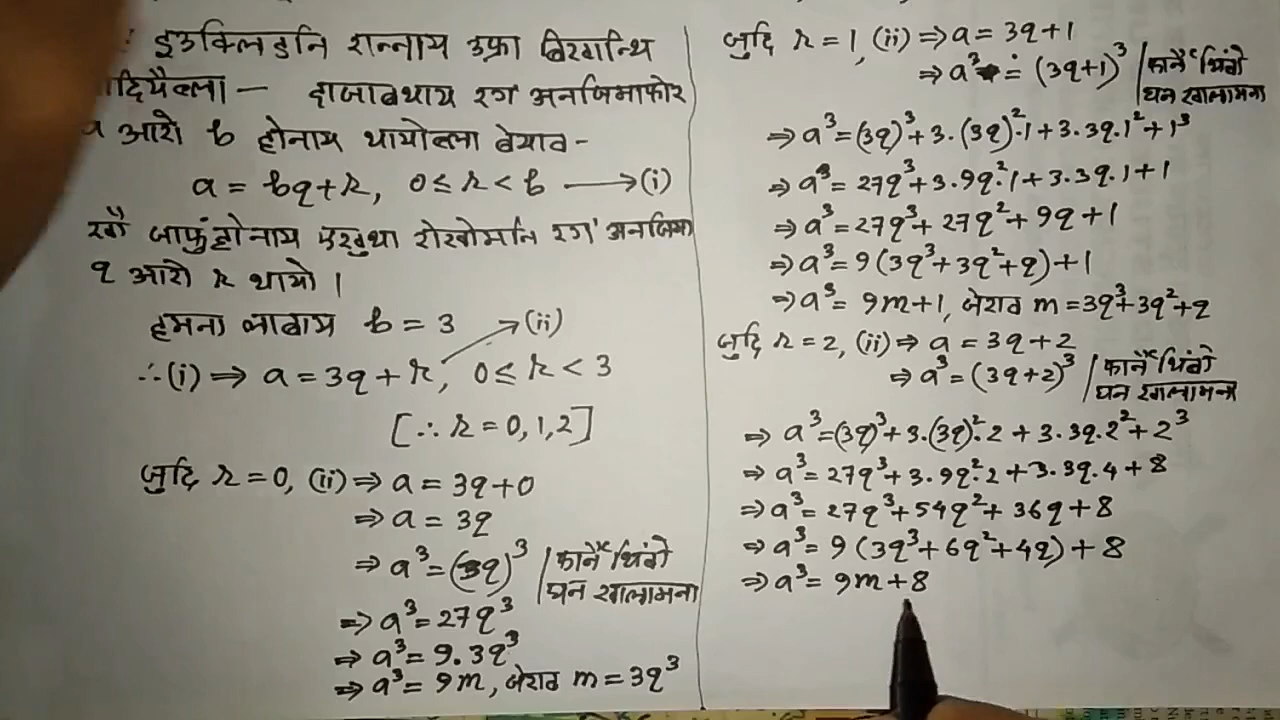 इउक्लिडनि रान्नाय उफ्रा बिरगान्थि
— दाजाबथाय रग अनजिमाफोर
a आरो b होनाय थायोब्ला बेयाव -
a = bq + r, 0 ≤ r < b ⟶ (i)
q आरो r थायो ।
b = 3 ⟶ (ii)
∴ (i) ⇒ a = 3q + r, 0 ≤ r < 3
[∴ r = 0, 1, 2]
जुदि r = 0, (ii) ⇒ a = 3q + 0
⇒ a = 3q
⇒ a³ = (3q)³ / फानै थिंबो
घन खालामना
⇒ a³ = 27q³
⇒ a³ = 9.3q³
⇒ a³ = 9m, जेराव m = 3q³
जुदि r = 1, (ii) ⇒ a = 3q + 1
⇒ a³ = (3q+1)³ / फानै थिंबो
घन खालामना
⇒ a³ = (3q)³ + 3.(3q)².1 + 3.3q.1² + 1³
⇒ a³ = 27q³ + 3.9q².1 + 3.3q.1 + 1
⇒ a³ = 27q³ + 27q² + 9q + 1
⇒ a³ = 9(3q³ + 3q² + q) + 1
⇒ a³ = 9m + 1, जेराव m = 3q³ + 3q² + q
जुदि r = 2, (ii) ⇒ a = 3q + 2
⇒ a³ = (3q+2)³ / फानै थिंबो
घन खालामना
⇒ a³ = (3q)³ + 3.(3q)².2 + 3.3q.2² + 2³
⇒ a³ = 27q³ + 3.9q².2 + 3.3q.4 + 8
⇒ a³ = 27q³ + 54q² + 36q + 8
⇒ a³ = 9(3q³ + 6q² + 4q) + 8
⇒ a³ = 9m + 8